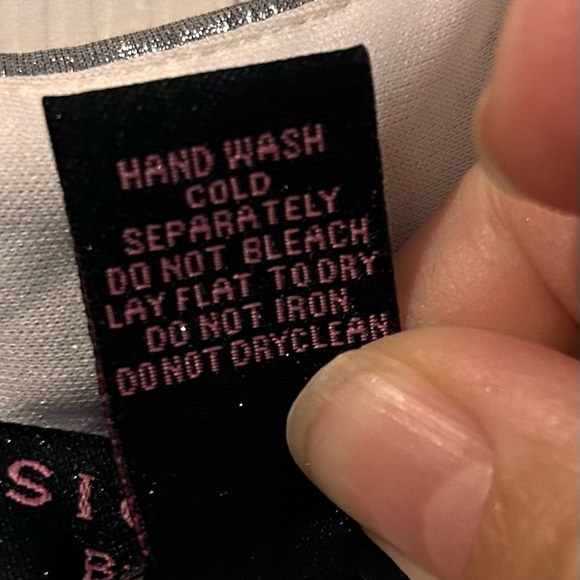 HAND WASH
COLD
SEPARATELY
DO NOT BLEACH
LAY FLAT TO DRY
DO NOT IRON
DO NOT DRYCLEAN
S I
B